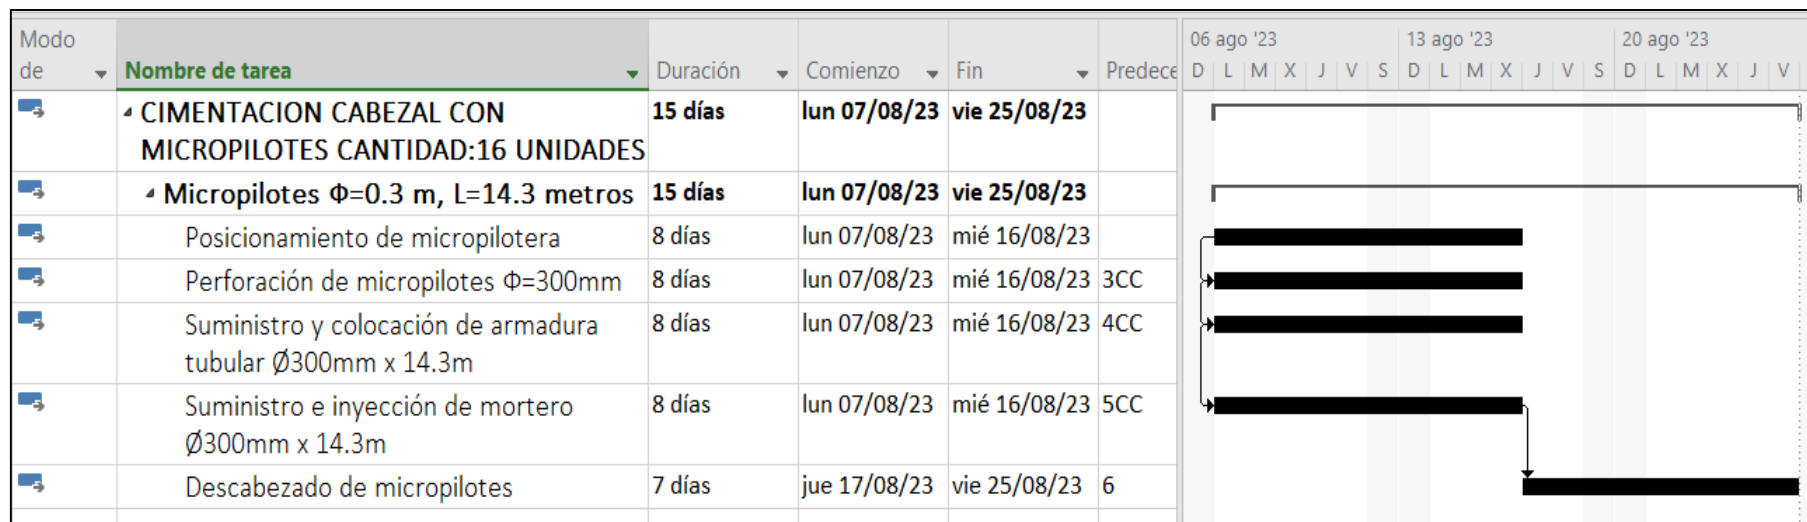 Modo de
Nombre de tarea
Duración
Comienzo
Fin
Predece
06 ago '23
13 ago '23
20 ago '23
D L M X J V S D L M X J V S D L M X J V
CIMENTACION CABEZAL CON
MICROPILOTES CANTIDAD:16 UNIDADES
15 días
lun 07/08/23
vie 25/08/23
Micropilotes Φ=0.3 m, L=14.3 metros
15 días
lun 07/08/23
vie 25/08/23
Posicionamiento de micropilotera
8 días
lun 07/08/23
mié 16/08/23
Perforación de micropilotes Φ=300mm
8 días
lun 07/08/23
mié 16/08/23
3CC
Suministro y colocación de armadura
tubular Ø300mm x 14.3m
8 días
lun 07/08/23
mié 16/08/23
4CC
Suministro e inyección de mortero
Ø300mm x 14.3m
8 días
lun 07/08/23
mié 16/08/23
5CC
Descabezado de micropilotes
7 días
jue 17/08/23
vie 25/08/23
6